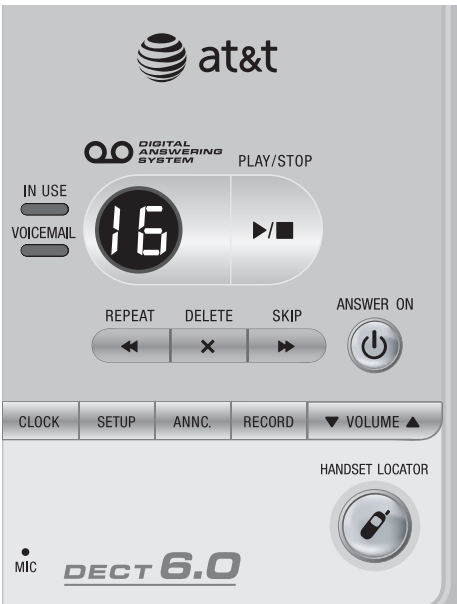 at&t
DIGITAL
ANSWERING
SYSTEM
PLAY/STOP
IN USE
VOICEMAIL
16
REPEAT DELETE SKIP
ANSWER ON
CLOCK SETUP ANNC. RECORD ▼ VOLUME ▲
HANDSET LOCATOR
MIC
DECT 6.0